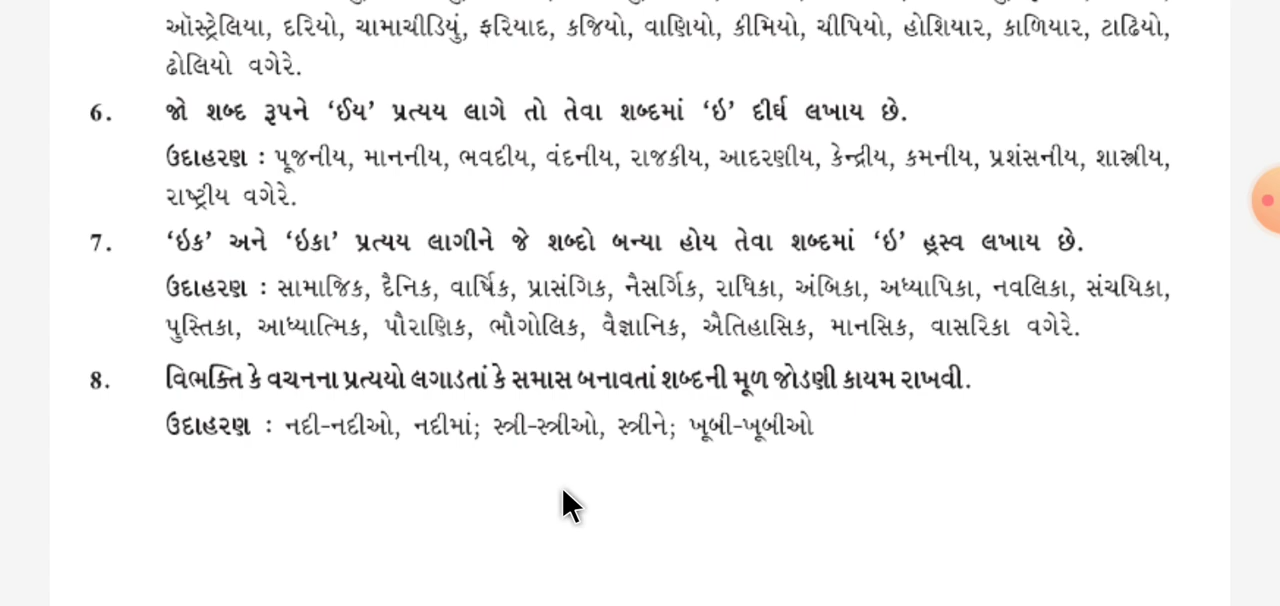 ઑસ્ટ્રેલિયા, દરિયો, ચામાચીડિયું, ફરિયાદ, કજિયો, વાણિયો, કીમિયો, ચીપિયો, હોશિયાર, કાળિયાર, ટાઢિયો,
ઢોલિયો વગેરે.
6. જો શબ્દ રૂપને ‘ઈય’ પ્રત્યય લાગે તો તેવા શબ્દમાં ‘ઇ’ દીર્ઘ લખાય છે.
ઉદાહરણ : પૂજનીય, માનનીય, ભવદીય, વંદનીય, રાજકીય, આદરણીય, કેન્દ્રીય, કમનીય, પ્રશંસનીય, શાસ્ત્રીય,
રાષ્ટ્રીય વગેરે.
7. ‘ઇક’ અને ‘ઇકા’ પ્રત્યય લાગીને જે શબ્દો બન્યા હોય તેવા શબ્દમાં ‘ઇ’ હ્રસ્વ લખાય છે.
ઉદાહરણ : સામાજિક, દૈનિક, વાર્ષિક, પ્રાસંગિક, નૈસર્ગિક, રાધિકા, અંબિકા, અધ્યાપિકા, નવલિકા, સંચયિકા,
પુસ્તિકા, આધ્યાત્મિક, પૌરાણિક, ભૌગોલિક, વૈજ્ઞાનિક, ઐતિહાસિક, માનસિક, વાસરિકા વગેરે.
8. વિભક્તિ કે વચનના પ્રત્યયો લગાડતાં કે સમાસ બનાવતાં શબ્દની મૂળ જોડણી કાયમ રાખવી.
ઉદાહરણ : નદી-નદીઓ, નદીમાં; સ્ત્રી-સ્ત્રીઓ, સ્ત્રીને; ખૂબી-ખૂબીઓ